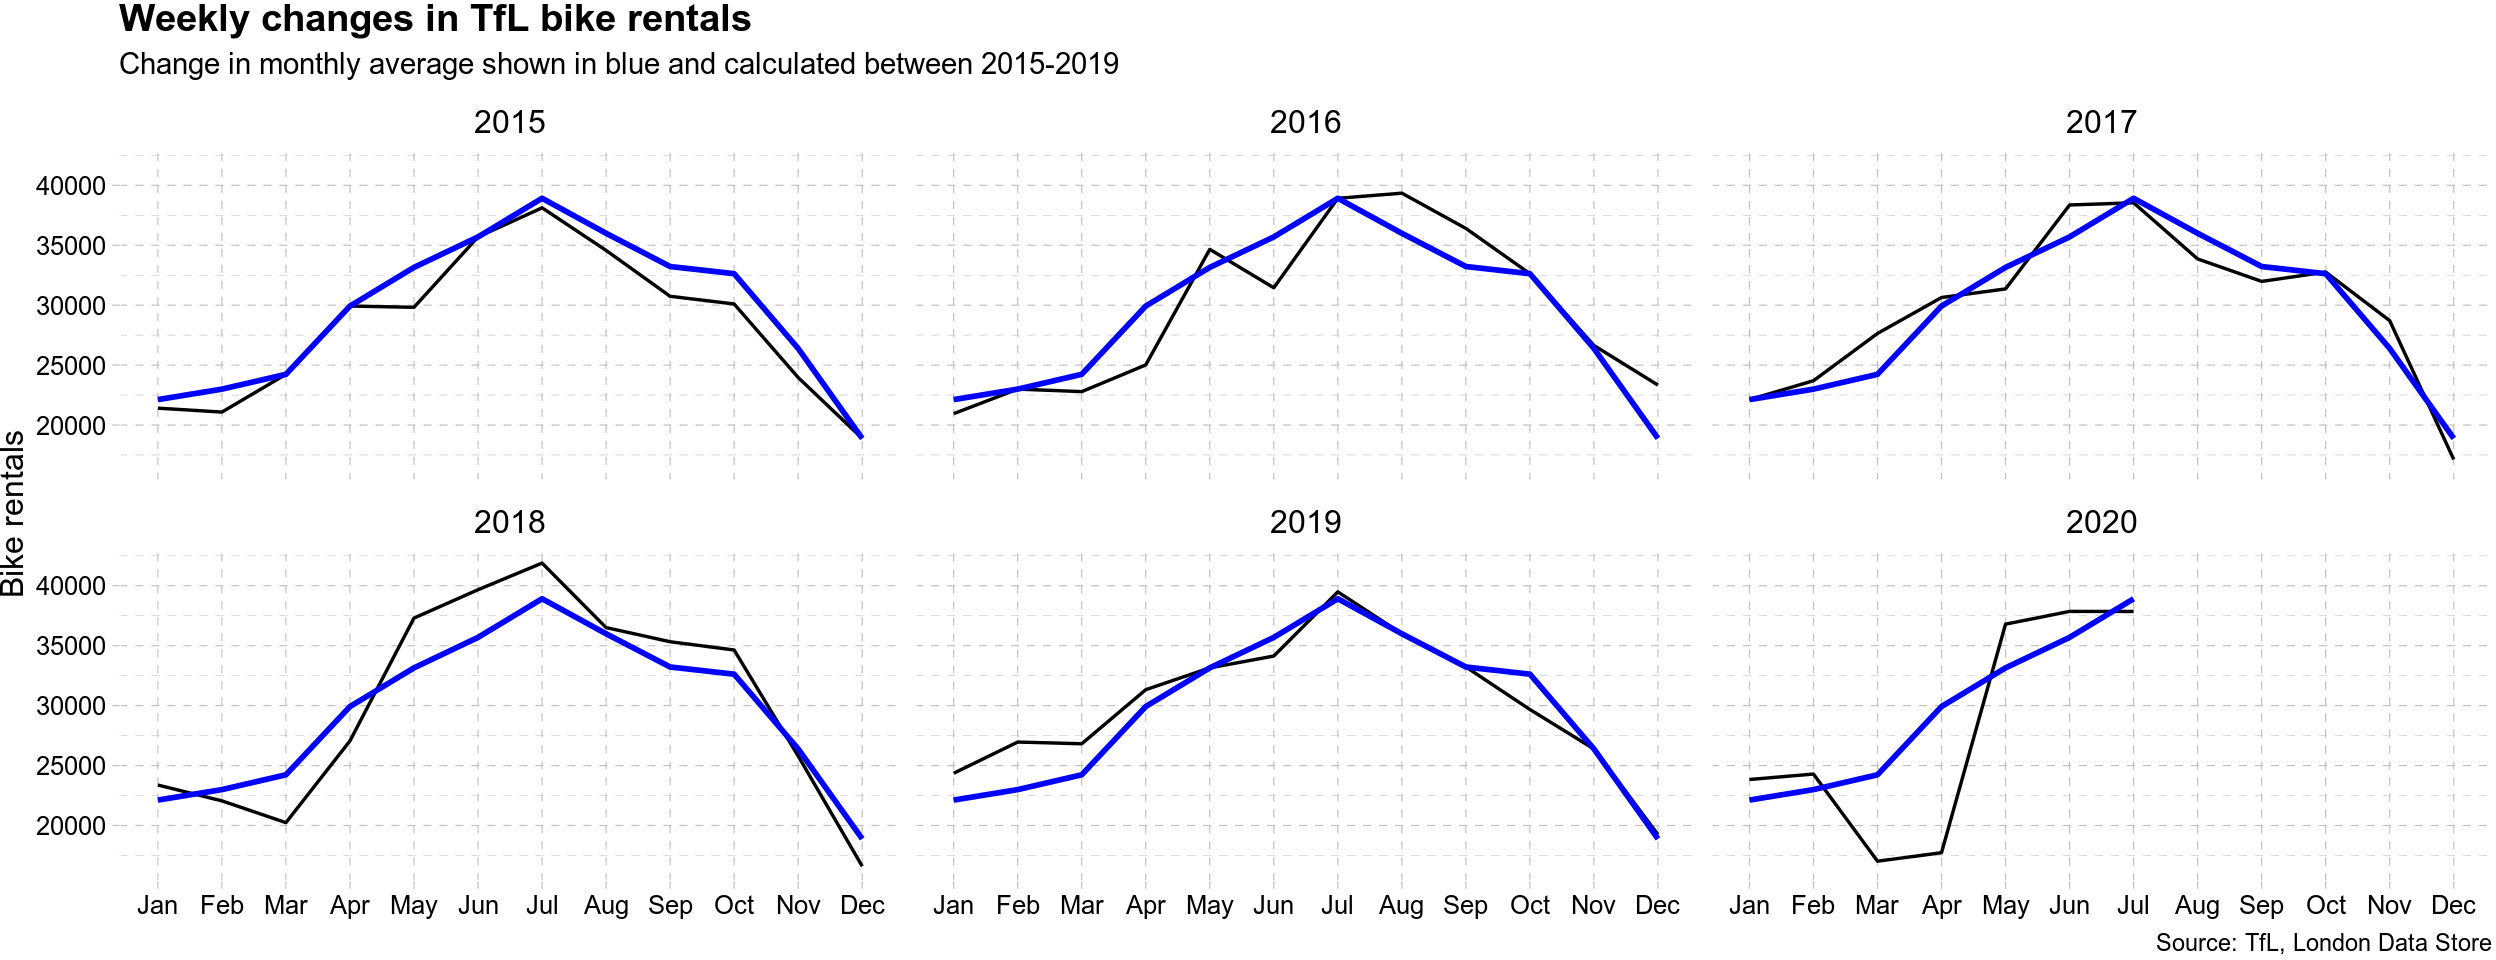 Weekly changes in TfL bike rentals
Change in monthly average shown in blue and calculated between 2015-2019
2015 2016 2017
40000
35000
30000
25000
20000
Bike rentals
2018 2019 2020
40000
35000
30000
25000
20000
Jan Feb Mar Apr May Jun Jul Aug Sep Oct Nov Dec Jan Feb Mar Apr May Jun Jul Aug Sep Oct Nov Dec Jan Feb Mar Apr May Jun Jul Aug Sep Oct Nov Dec
Source: TfL, London Data Store